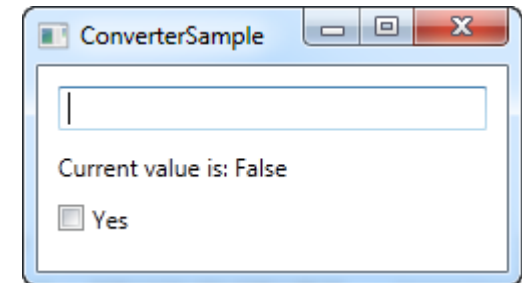 ConverterSample
Current value is: False
Yes